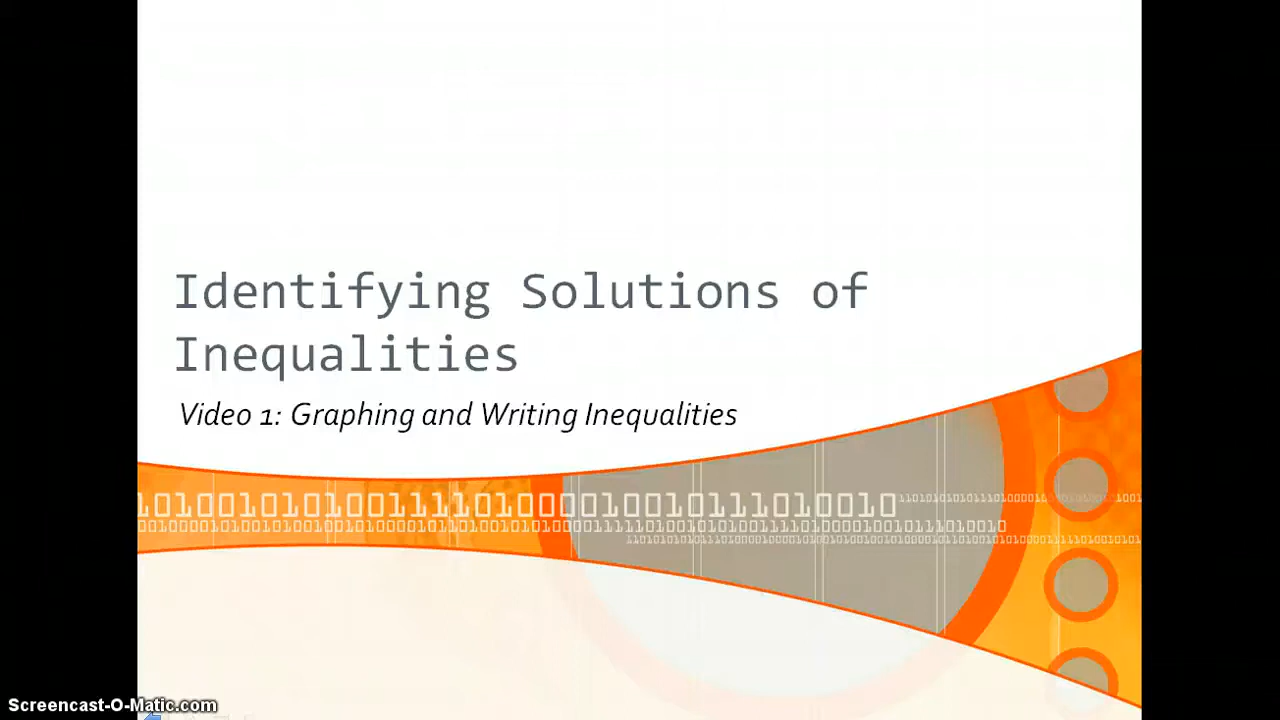 Identifying Solutions of
Inequalities
Video 1: Graphing and Writing Inequalities
Screencast-O-Matic.com